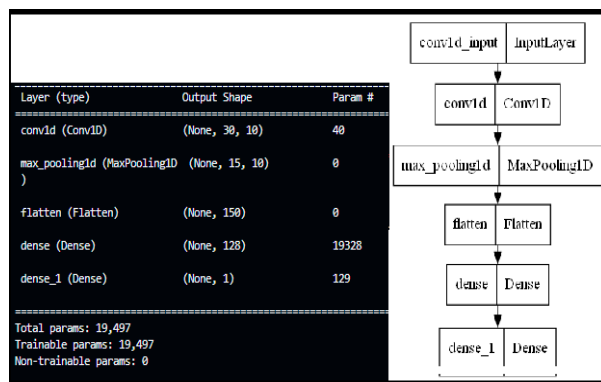 Layer (type) Output Shape Param #
conv1d (Conv1D) (None, 30, 10) 40
max_pooling1d (MaxPooling1D (None, 15, 10) 0
)
flatten (Flatten) (None, 150) 0
dense (Dense) (None, 128) 19328
dense_1 (Dense) (None, 1) 129
Total params: 19,497
Trainable params: 19,497
Non-trainable params: 0
conv1d_input InputLayer
conv1d Conv1D
max_pooling1d MaxPooling1D
flatten Flatten
dense Dense
dense_1 Dense